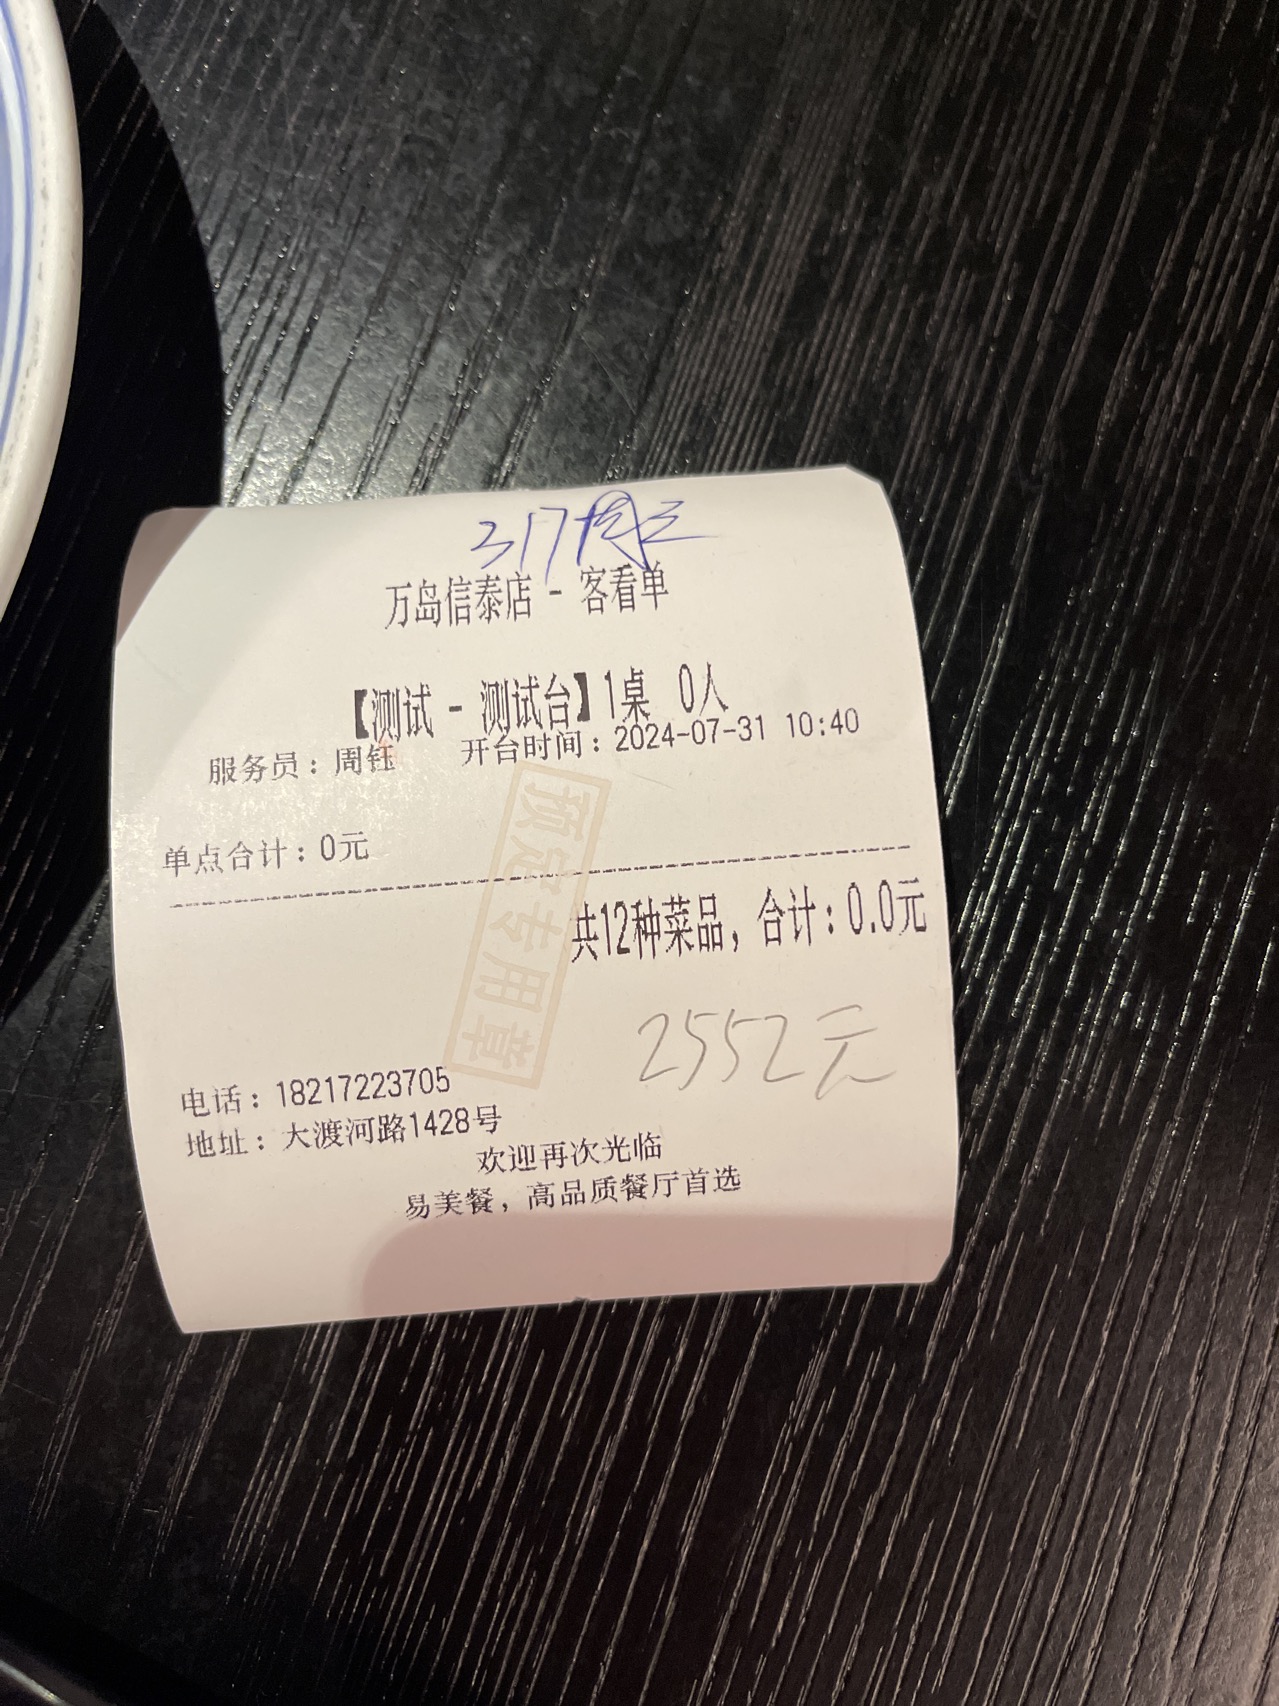 317 周三
万岛信泰店 - 客看单
【测试 - 测试台】1桌 0人
服务员：周钰 开台时间：2024-07-31 10:40
单点合计：0元
预定专用章
共12种菜品，合计：0.0元
2552元
电话：18217223705
地址：大渡河路1428号
欢迎再次光临
易美餐，高品质餐厅首选